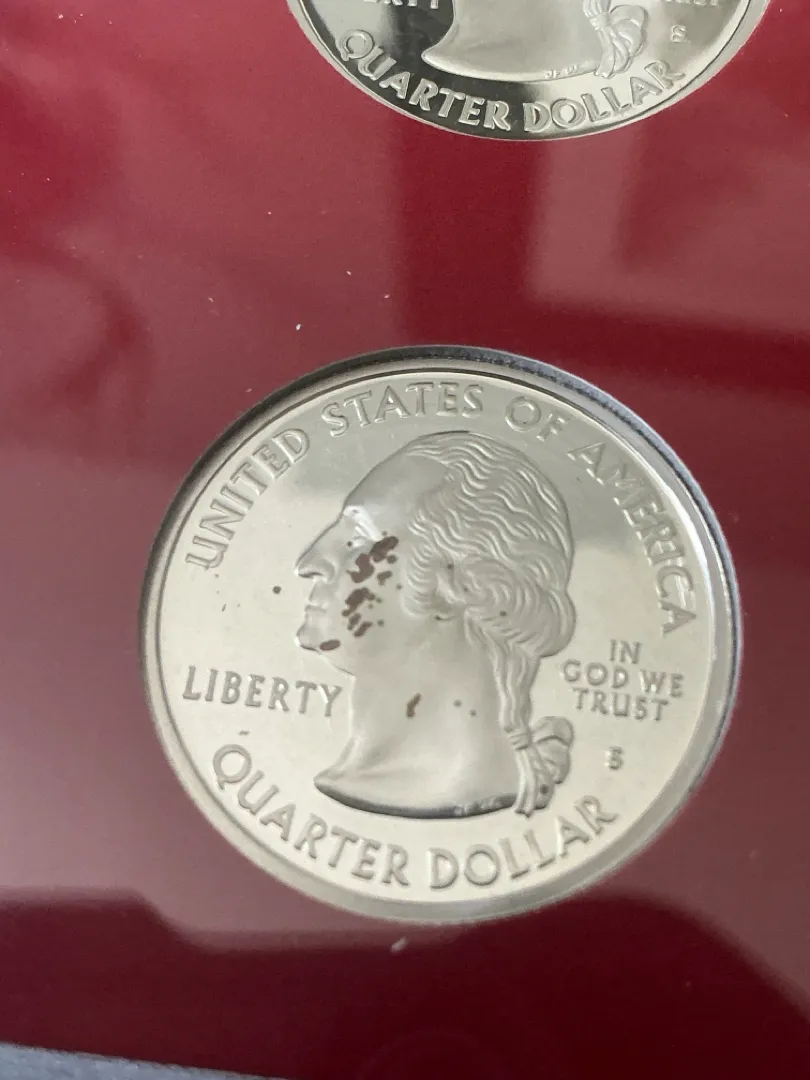 S
QUARTER DOLLAR
UNITED STATES OF AMERICA
LIBERTY
IN
GOD WE
TRUST
S
QUARTER DOLLAR